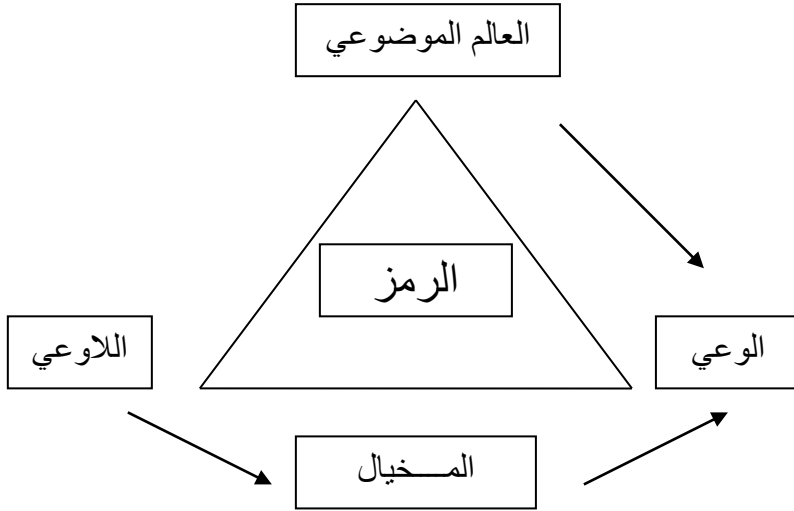 العالم الموضوعي
الرمز
الوعي
اللاوعي
المـــخيال